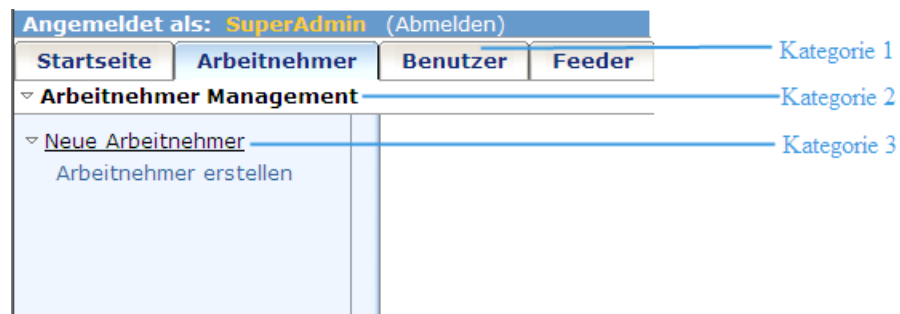 Angemeldet als: SuperAdmin (Abmelden)
Startseite Arbeitnehmer Benutzer Feeder Kategorie 1
Arbeitnehmer Management Kategorie 2
Neue Arbeitnehmer Kategorie 3
Arbeitnehmer erstellen